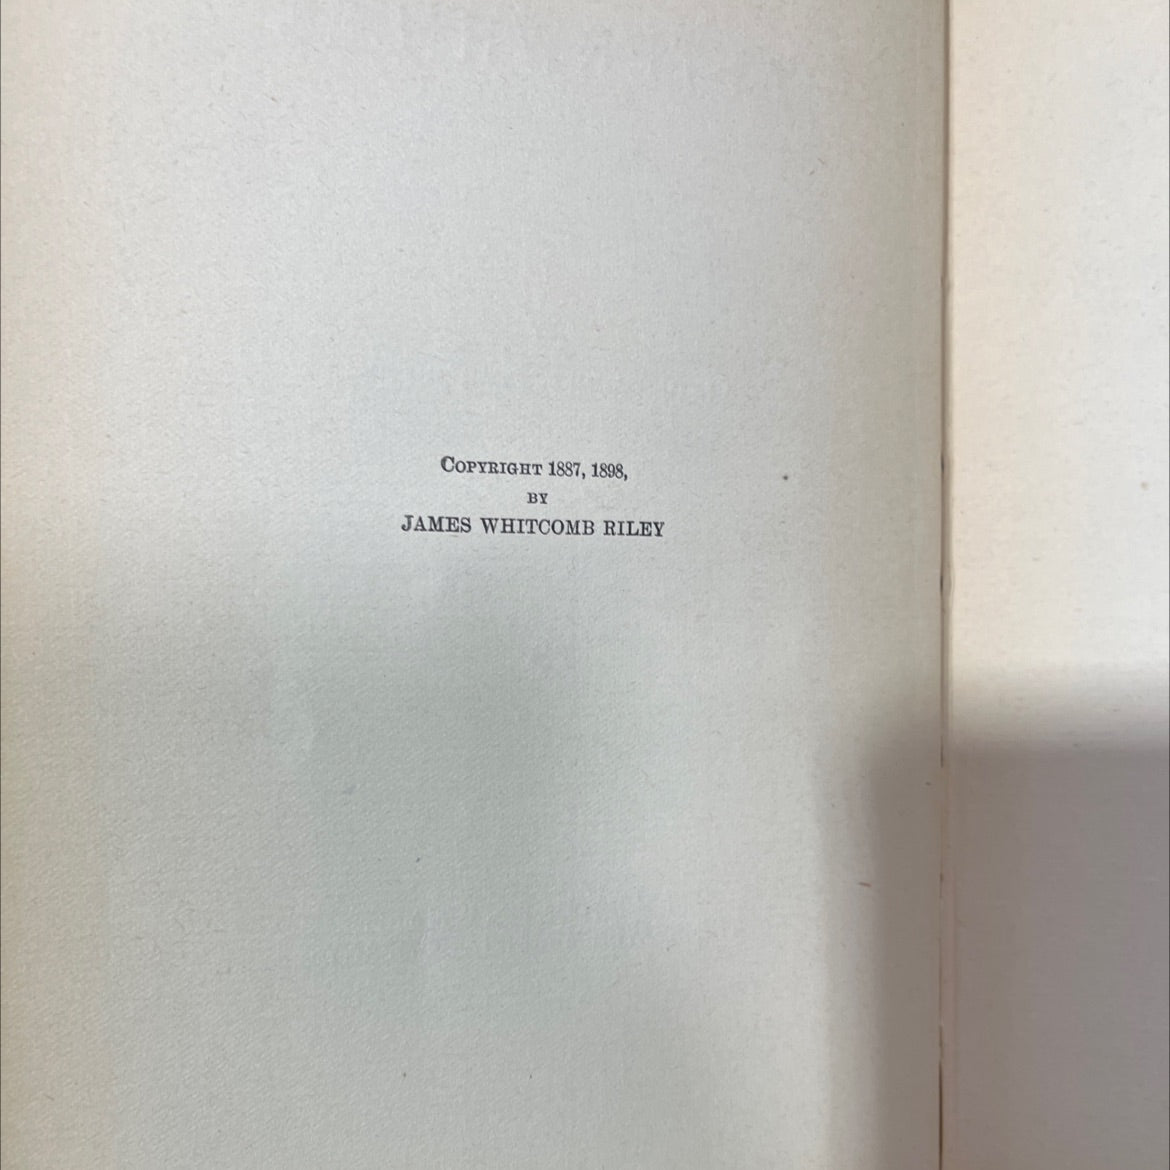 COPYRIGHT 1887, 1898,
BY
JAMES WHITCOMB RILEY